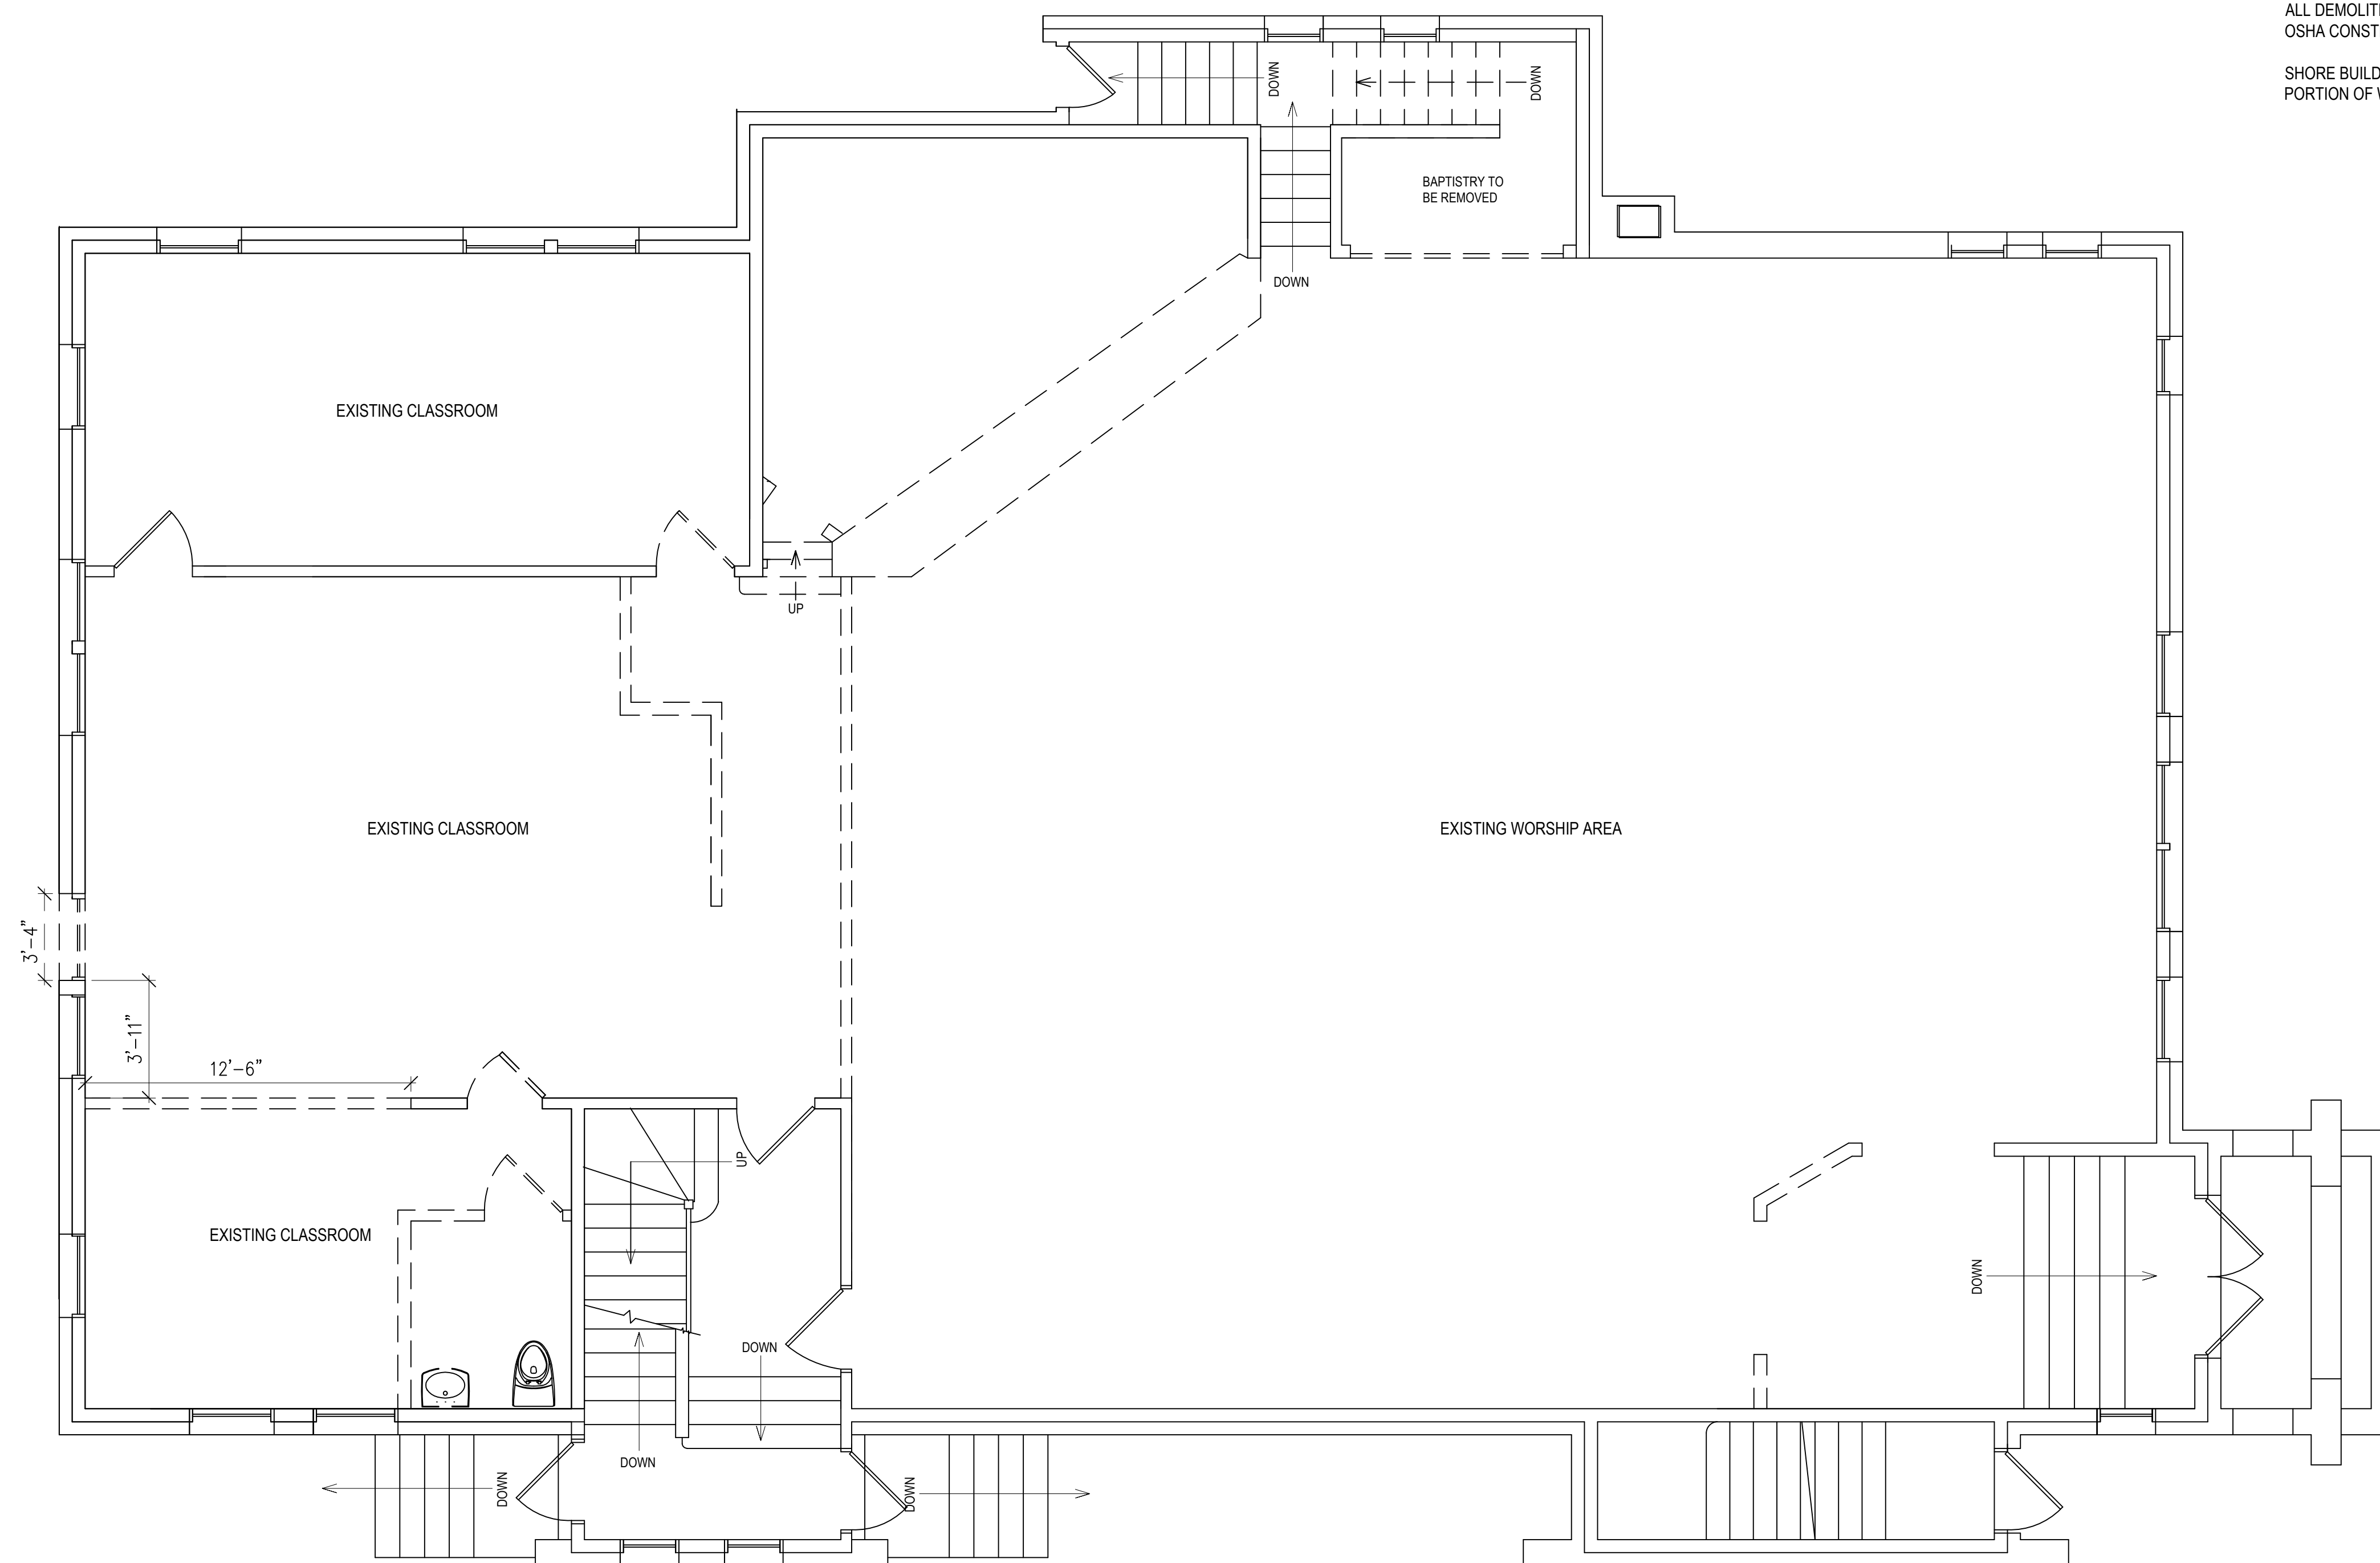 ALL DEMOLIT
OSHA CONST
SHORE BUILD
PORTION OF
DOWN
DOWN
BAPTISTRY TO
BE REMOVED
DOWN
EXISTING CLASSROOM
UP
EXISTING CLASSROOM
EXISTING WORSHIP AREA
3'-4"
3'-11"
12'-6"
UP
EXISTING CLASSROOM
DOWN
DOWN
DOWN
DOWN
DOWN